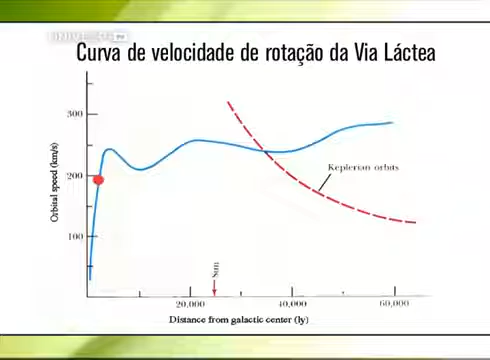 UNIVERSITV
Curva de velocidade de rotação da Via Láctea
300
200
100
Orbital speed (km/s)
Keplerian orbits
Sun
20,000
40,000
60,000
Distance from galactic center (ly)